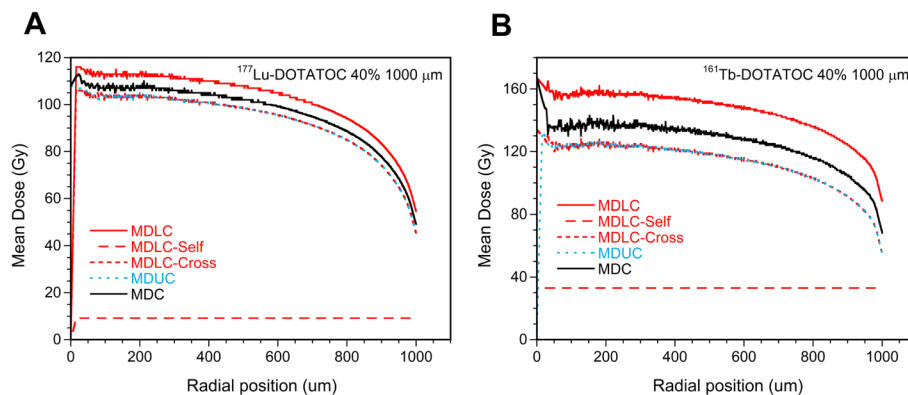 A
B
¹⁷⁷Lu-DOTATOC 40% 1000 μm
120
100
80
60
40
20
0
Mean Dose (Gy)
MDLC
MDLC-Self
MDLC-Cross
MDUC
MDC
0
200
400
600
800
1000
Radial position (um)
¹⁶¹Tb-DOTATOC 40% 1000 μm
160
120
80
40
0
Mean Dose (Gy)
MDLC
MDLC-Self
MDLC-Cross
MDUC
MDC
0
200
400
600
800
1000
Radial position (um)